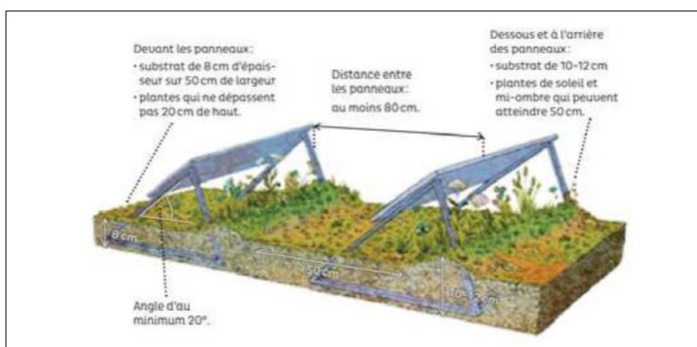 Devant les panneaux:
• substrat de 8 cm d'épais-
seur sur 50 cm de largeur
• plantes qui ne dépassent
pas 20 cm de haut.
Distance entre
les panneaux:
au moins 80 cm.
Dessous et à l'arrière
des panneaux:
• substrat de 10-12 cm
• plantes de soleil et
mi-ombre qui peuvent
atteindre 50 cm.
8 cm
50 cm
Angle d'au
minimum 20°.